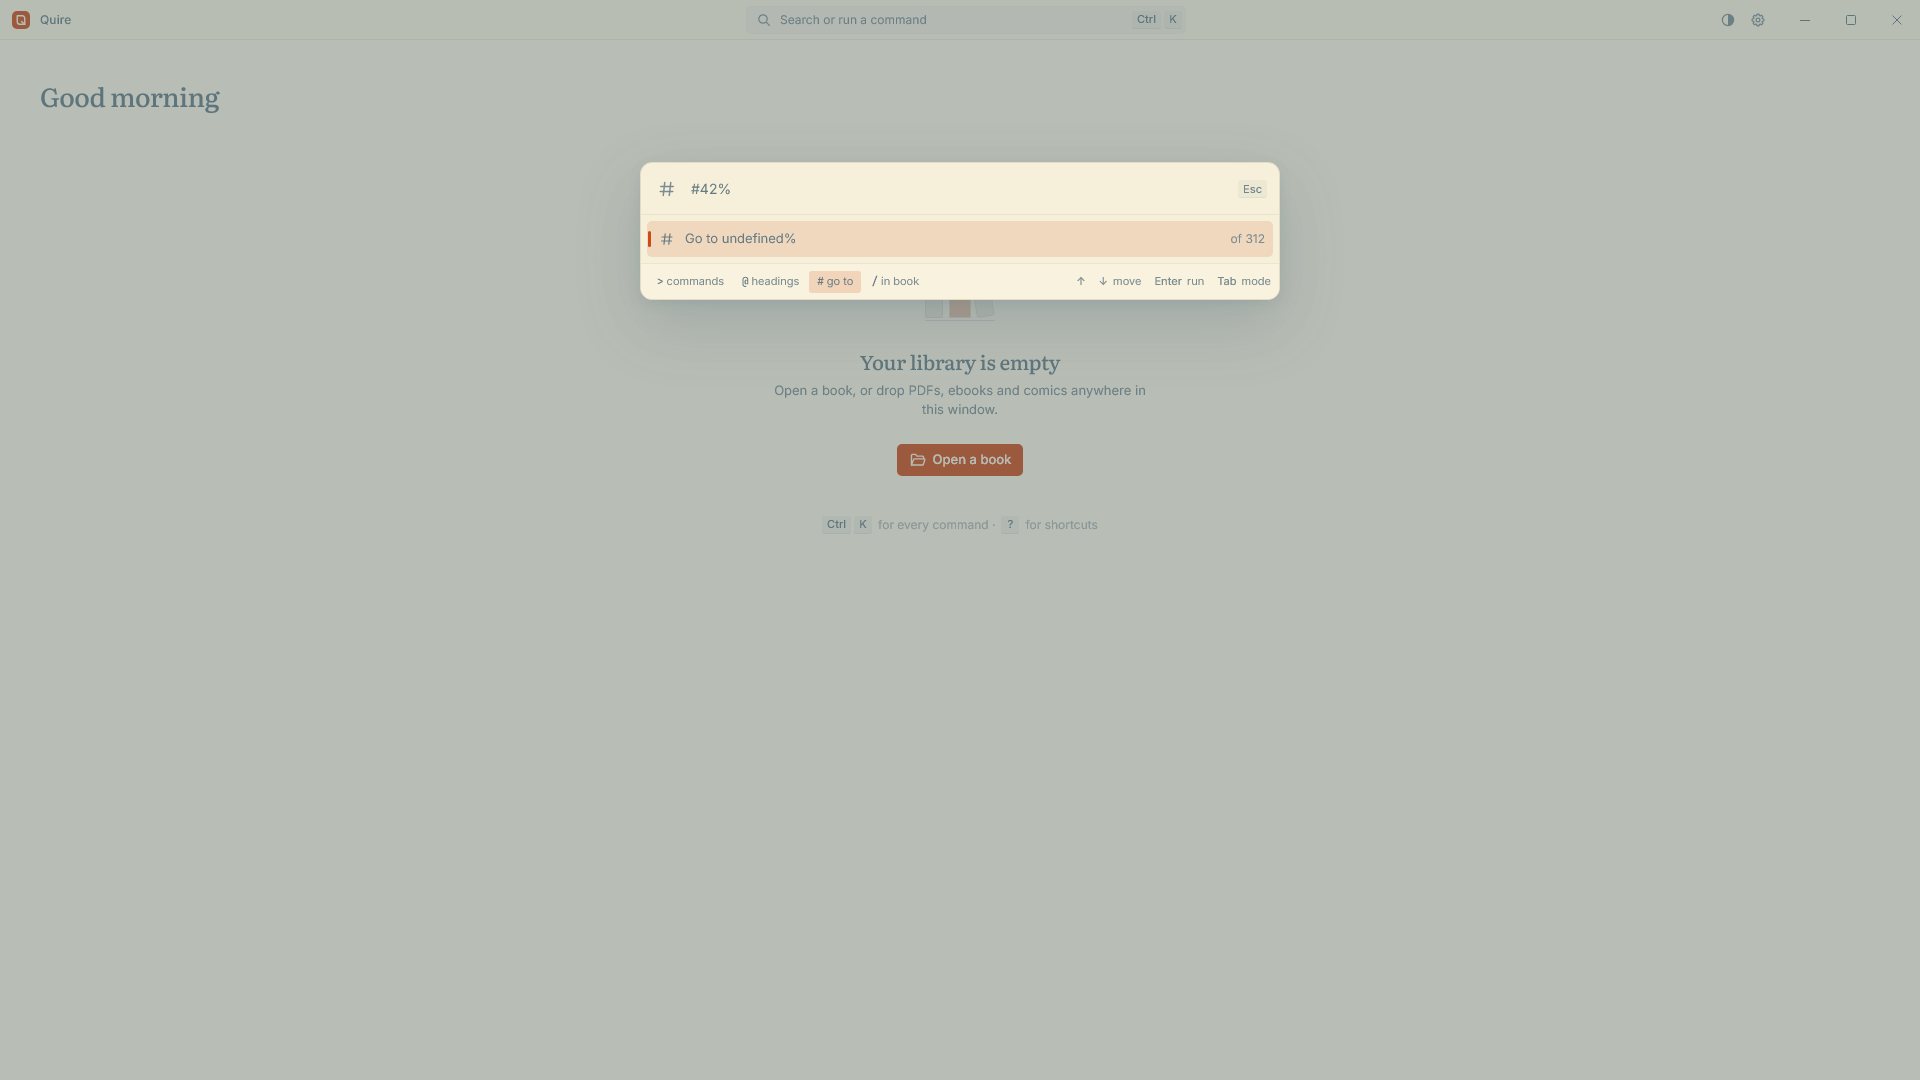 Quire
Search or run a command
Ctrl K
Good morning
#42%
Esc
# Go to undefined%
of 312
> commands @ headings # go to / in book
↑ ↓ move Enter run Tab mode
Your library is empty
Open a book, or drop PDFs, ebooks and comics anywhere in
this window.
Open a book
Ctrl K for every command · ? for shortcuts